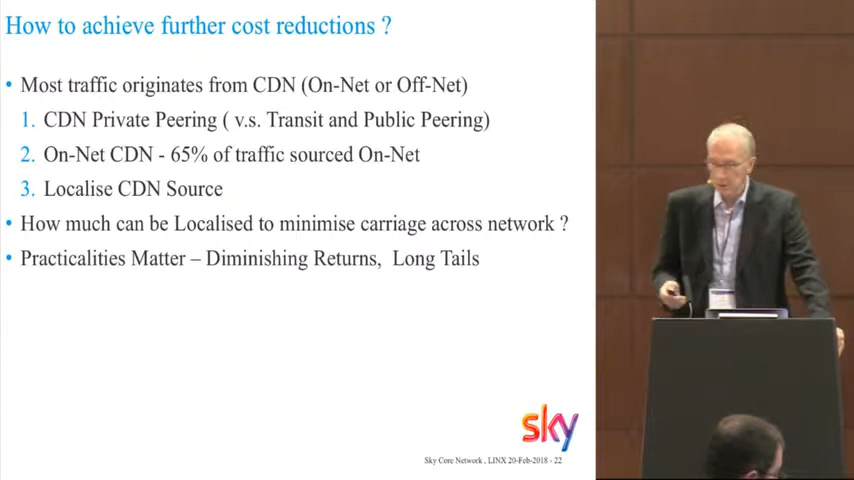 How to achieve further cost reductions ?
• Most traffic originates from CDN (On-Net or Off-Net)
1. CDN Private Peering ( v.s. Transit and Public Peering)
2. On-Net CDN - 65% of traffic sourced On-Net
3. Localise CDN Source
• How much can be Localised to minimise carriage across network ?
• Practicalities Matter – Diminishing Returns, Long Tails
sky
Sky Core Network , LINX 20-Feb-2018 - 22